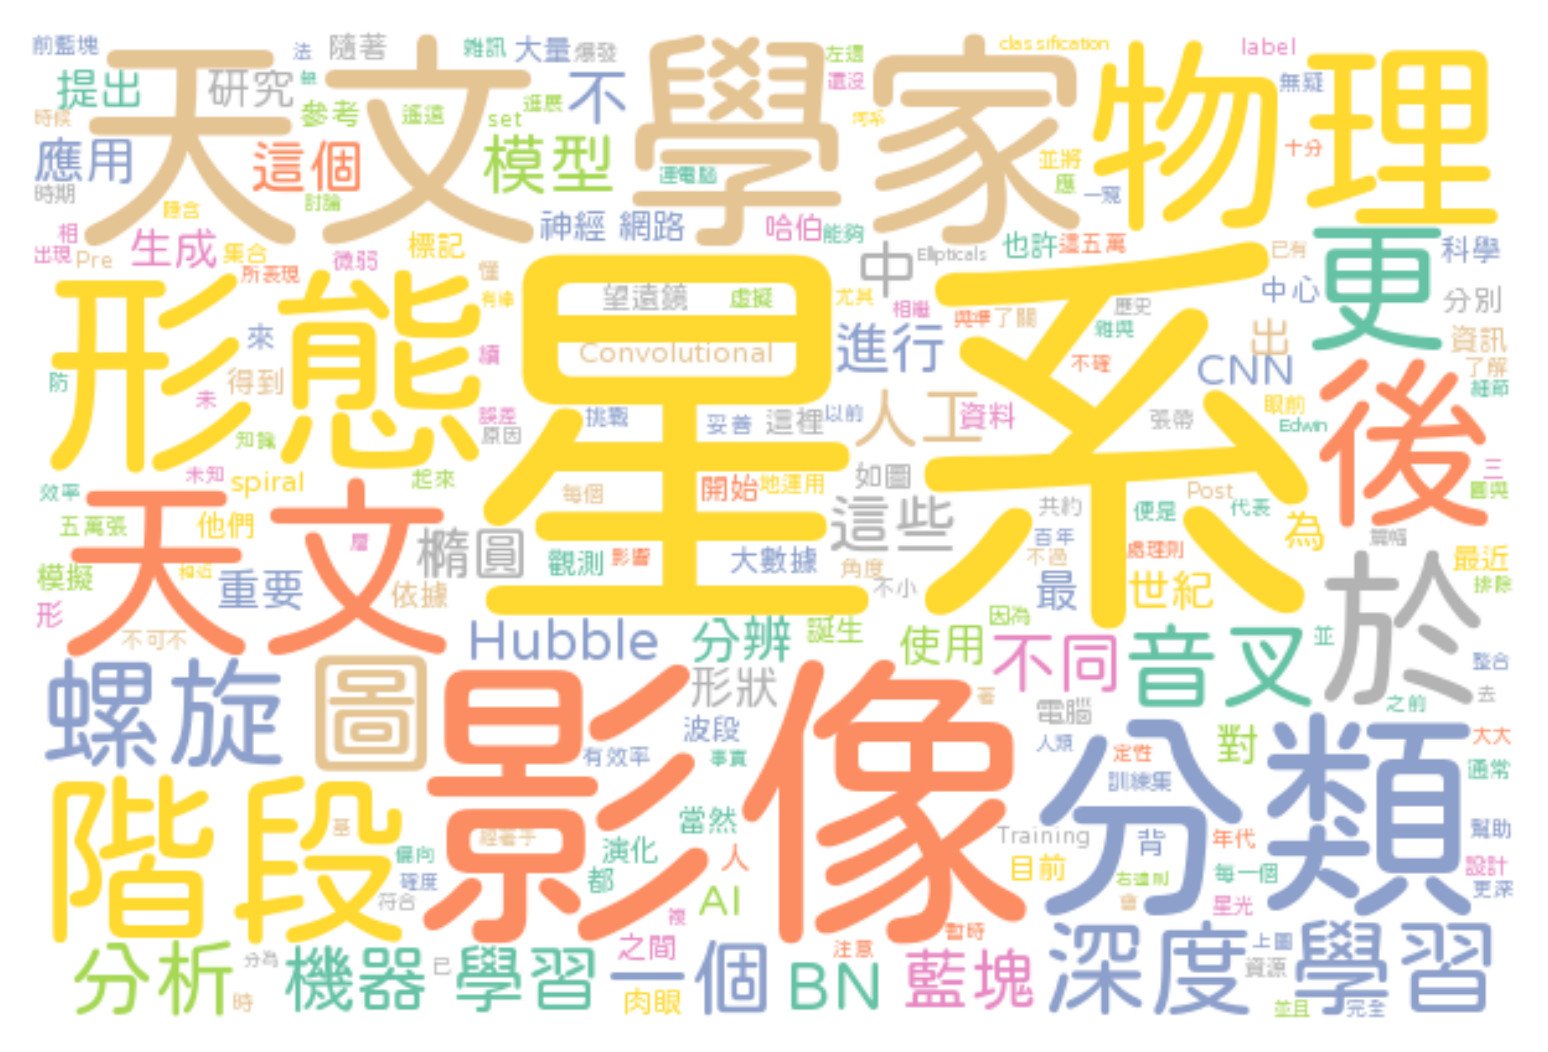 前藍塊
天文學家
法
隨著
雜訊
大量
爆發
左邊
classification
label
物理
提出
研究
無
還沒
無疑
時候
參考
遙遠
進展
set
不
何系
應用
這個
模型
連電腦
並將
十分
時期
討論
應
一窺
隱含
神經
網路
哈伯
能夠
相
生成
集合
標記
也許
這五萬
已有
更
科學
出現
Pre
所表現
微弱
懂
中
Ellipticals
形態
星系
望遠鏡
虛擬
尤其
中心
分別
有棒
相繼
歷史
與準
了關
來
Convolutional
進行
雜與
出
資訊
續
不確
CNN
了解
防
得到
未
細節
誤差
挑戰
妥善
這裡
以前
人工
資料
張帶
眼前
後
Edwin
知識
原因
未知
spiral
起來
開始
地運用
如圖
三
效率
每個
Post
圓與
五萬張
他們
這些
共約
便是
代表
為
天文
層
橢圓
百年
篇幅
觀測
影響
大數據
不過
處理則
於
最近
模擬
相近
重要
依據
角度
不小
最
世紀
排除
形
不可不
Hubble
分辨
誕生
因為
使用
不同
音叉
並
整合
螺旋
圖
影像
形狀
著
去
之前
波段
電腦
有效率
事實
人類
定性
對
分類
大大
訓練集
通常
階段
基
經著手
當然
Training
背
年代
幫助
偏向
演化
人
目前
右邊則
每一個
設計
確度
都
更深
符合
AI
複
會
星光
分析
分為
機器
已
學習
之間
一個
注意
暫時
BN
藍塊
深度
上圖
資源
學習
時
肉眼
並且
完全